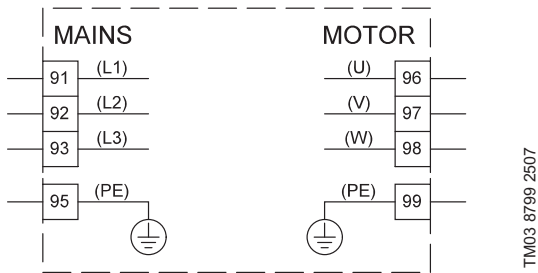 MAINS MOTOR
91 (L1) (U) 96
92 (L2) (V) 97
93 (L3) (W) 98
95 (PE) (PE) 99
TM03 8799 2507